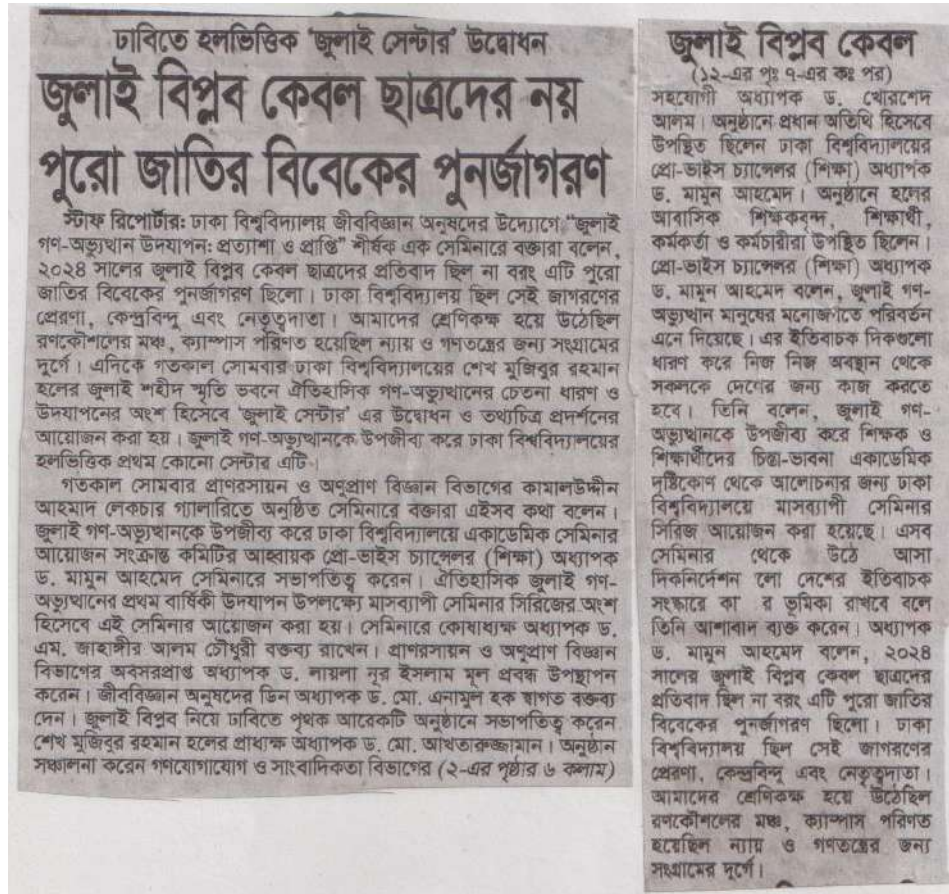 ঢাবিতে হলভিত্তিক 'জুলাই সেন্টার' উদ্বোধন
জুলাই বিপ্লব কেবল ছাত্রদের নয়
পুরো জাতির বিবেকের পুনর্জাগরণ
স্টাফ রিপোর্টার: ঢাকা বিশ্ববিদ্যালয় জীববিজ্ঞান অনুষদের উদ্যোগে "জুলাই
গণ-অভ্যুত্থান উদযাপন: প্রত্যাশা ও প্রাপ্তি" শীর্ষক এক সেমিনারে বক্তারা বলেন,
২০২৪ সালের জুলাই বিপ্লব কেবল ছাত্রদের প্রতিবাদ ছিল না বরং এটি পুরো
জাতির বিবেকের পুনর্জাগরণ ছিলো। ঢাকা বিশ্ববিদ্যালয় ছিল সেই জাগরণের
প্রেরণা, কেন্দ্রবিন্দু এবং নেতৃত্বদাতা। আমাদের শ্রেণিকক্ষ হয়ে উঠেছিল
রণকৌশলের মঞ্চ, ক্যাম্পাস পরিণত হয়েছিল ন্যায় ও গণতন্ত্রের জন্য সংগ্রামের
দুর্গে। এদিকে গতকাল সোমবার ঢাকা বিশ্ববিদ্যালয়ের শেখ মুজিবুর রহমান
হলের জুলাই শহীদ স্মৃতি ভবনে ঐতিহাসিক গণ-অভ্যুত্থানের চেতনা ধারণ ও
উদযাপনের অংশ হিসেবে 'জুলাই সেন্টার' এর উদ্বোধন ও তথ্যচিত্র প্রদর্শনের
আয়োজন করা হয়। জুলাই গণ-অভ্যুত্থানকে উপজীব্য করে ঢাকা বিশ্ববিদ্যালয়ের
হলভিত্তিক প্রথম কোনো সেন্টার এটি।
গতকাল সোমবার প্রাণরসায়ন ও অণুপ্রাণ বিজ্ঞান বিভাগের কামালউদ্দীন
আহমাদ লেকচার গ্যালারিতে অনুষ্ঠিত সেমিনারে বক্তারা এইসব কথা বলেন।
জুলাই গণ-অভ্যুত্থানকে উপজীব্য করে ঢাকা বিশ্ববিদ্যালয়ে একাডেমিক সেমিনার
আয়োজন সংক্রান্ত কমিটির আহ্বায়ক প্রো-ভাইস চ্যান্সেলর (শিক্ষা) অধ্যাপক
ড. মামুন আহমেদ সেমিনারে সভাপতিত্ব করেন। ঐতিহাসিক জুলাই গণ-
অভ্যুত্থানের প্রথম বার্ষিকী উদযাপন উপলক্ষ্যে মাসব্যাপী সেমিনার সিরিজের অংশ
হিসেবে এই সেমিনার আয়োজন করা হয়। সেমিনারে কোষাধ্যক্ষ অধ্যাপক ড.
এম. জাহাঙ্গীর আলম চৌধুরী বক্তব্য রাখেন। প্রাণরসায়ন ও অণুপ্রাণ বিজ্ঞান
বিভাগের অবসরপ্রাপ্ত অধ্যাপক ড. লায়লা নূর ইসলাম মূল প্রবন্ধ উপস্থাপন
করেন। জীববিজ্ঞান অনুষদের ডিন অধ্যাপক ড. মো. এনামুল হক স্বাগত বক্তব্য
দেন। জুলাই বিপ্লব নিয়ে ঢাবিতে পৃথক আরেকটি অনুষ্ঠানে সভাপতিত্ব করেন
শেখ মুজিবুর রহমান হলের প্রাধ্যক্ষ অধ্যাপক ড. মো. আখতারুজ্জামান। অনুষ্ঠান
সঞ্চালনা করেন গণযোগাযোগ ও সাংবাদিকতা বিভাগের (২-এর পৃষ্ঠার ৬ কলাম)
জুলাই বিপ্লব কেবল
(১২-এর পৃঃ ৭-এর কঃ পর)
সহযোগী অধ্যাপক ড. খোরশেদ
আলম। অনুষ্ঠানে প্রধান অতিথি হিসেবে
উপস্থিত ছিলেন ঢাকা বিশ্ববিদ্যালয়ের
প্রো-ভাইস চ্যান্সেলর (শিক্ষা) অধ্যাপক
ড. মামুন আহমেদ। অনুষ্ঠানে হলের
আবাসিক শিক্ষকবৃন্দ, শিক্ষার্থী,
কর্মকর্তা ও কর্মচারীরা উপস্থিত ছিলেন।
প্রো-ভাইস চ্যান্সেলর (শিক্ষা) অধ্যাপক
ড. মামুন আহমেদ বলেন, জুলাই গণ-
অভ্যুত্থান মানুষের মনোজগতে পরিবর্তন
এনে দিয়েছে। এর ইতিবাচক দিকগুলো
ধারণ করে নিজ নিজ অবস্থান থেকে
সকলকে দেশের জন্য কাজ করতে
হবে। তিনি বলেন, জুলাই গণ-
অভ্যুত্থানকে উপজীব্য করে শিক্ষক ও
শিক্ষার্থীদের চিন্তা-ভাবনা একাডেমিক
দৃষ্টিকোণ থেকে আলোচনার জন্য ঢাকা
বিশ্ববিদ্যালয়ে মাসব্যাপী সেমিনার
সিরিজ আয়োজন করা হয়েছে। এসব
সেমিনার থেকে উঠে আসা
দিকনির্দেশন লো দেশের ইতিবাচক
সংস্কারে কা র ভূমিকা রাখবে বলে
তিনি আশাবাদ ব্যক্ত করেন। অধ্যাপক
ড. মামুন আহমেদ বলেন, ২০২৪
সালের জুলাই বিপ্লব কেবল ছাত্রদের
প্রতিবাদ ছিল না বরং এটি পুরো জাতির
বিবেকের পুনর্জাগরণ ছিলো। ঢাকা
বিশ্ববিদ্যালয় ছিল সেই জাগরণের
প্রেরণা, কেন্দ্রবিন্দু এবং নেতৃত্বদাতা।
আমাদের শ্রেণিকক্ষ হয়ে উঠেছিল
রণকৌশলের মঞ্চ, ক্যাম্পাস পরিণত
হয়েছিল ন্যায় ও গণতন্ত্রের জন্য
সংগ্রামের দুর্গে।